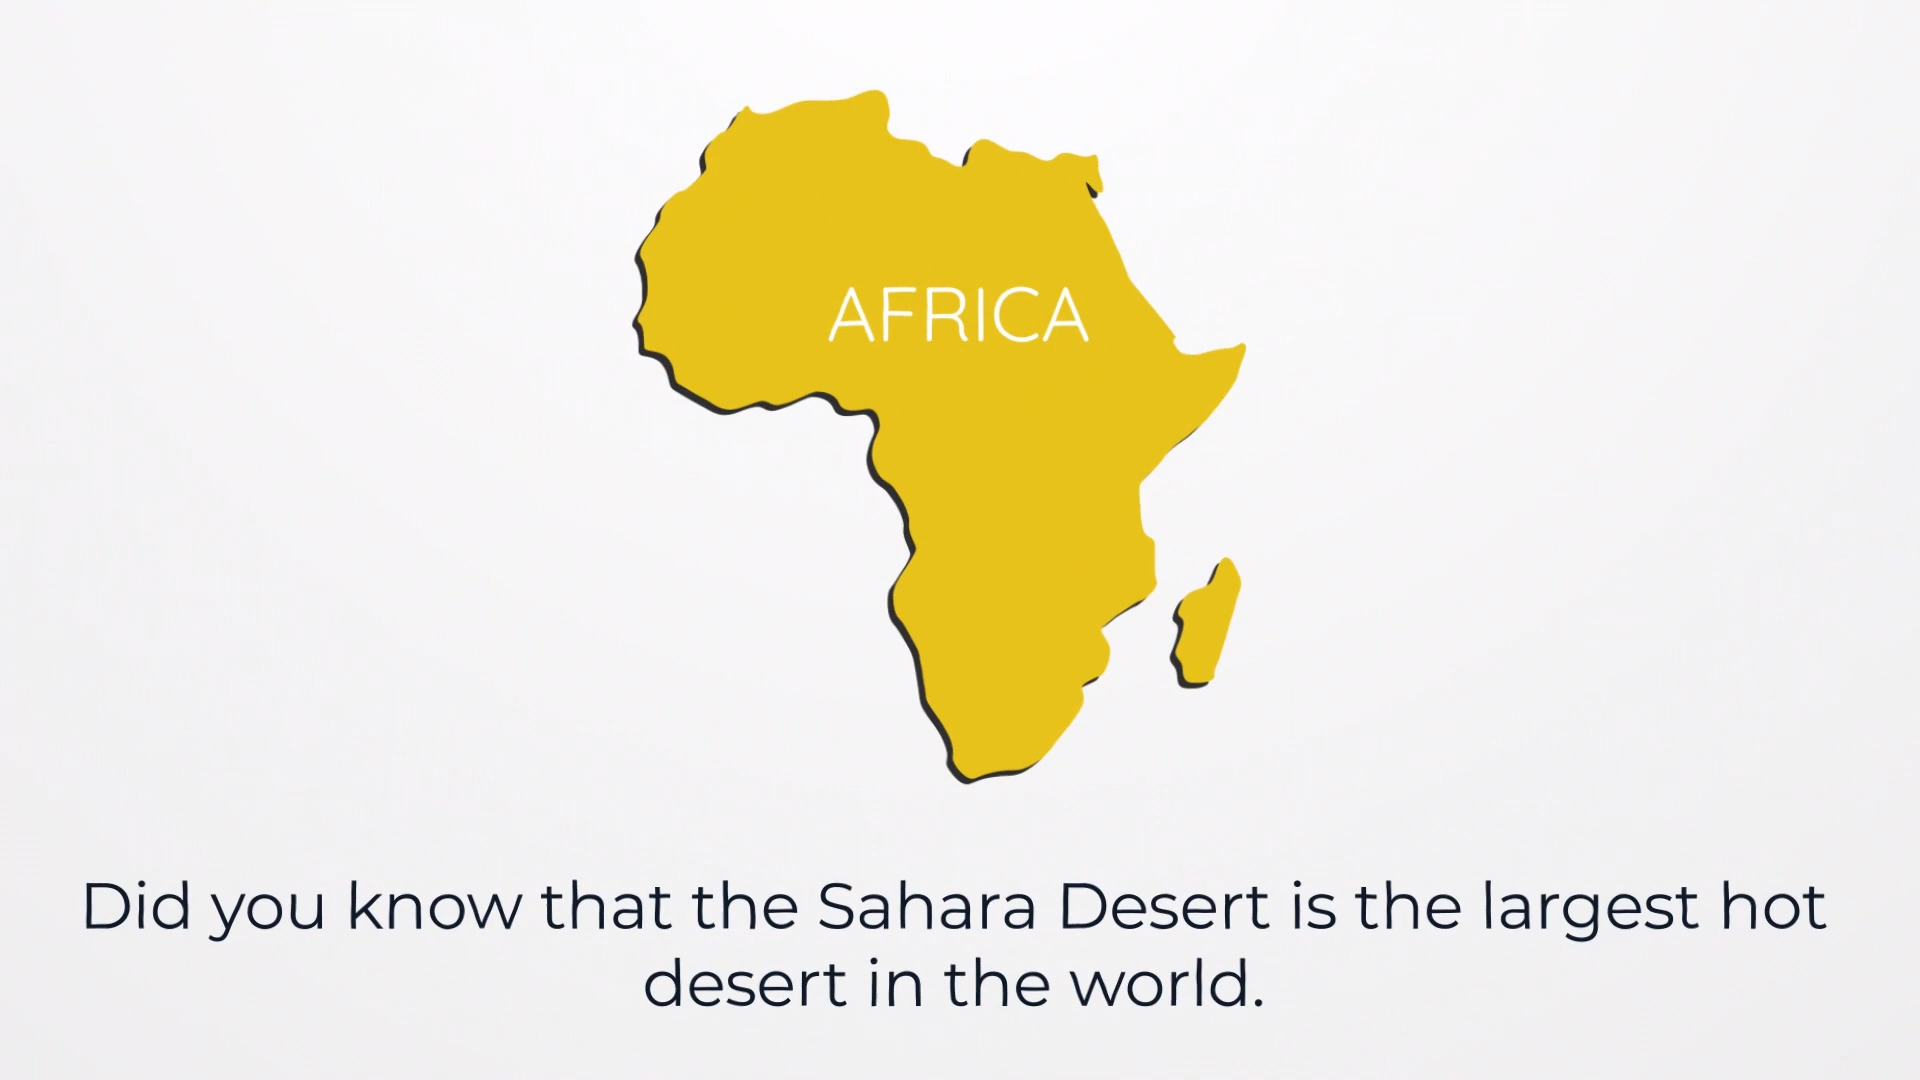 AFRICA
Did you know that the Sahara Desert is the largest hot
desert in the world.